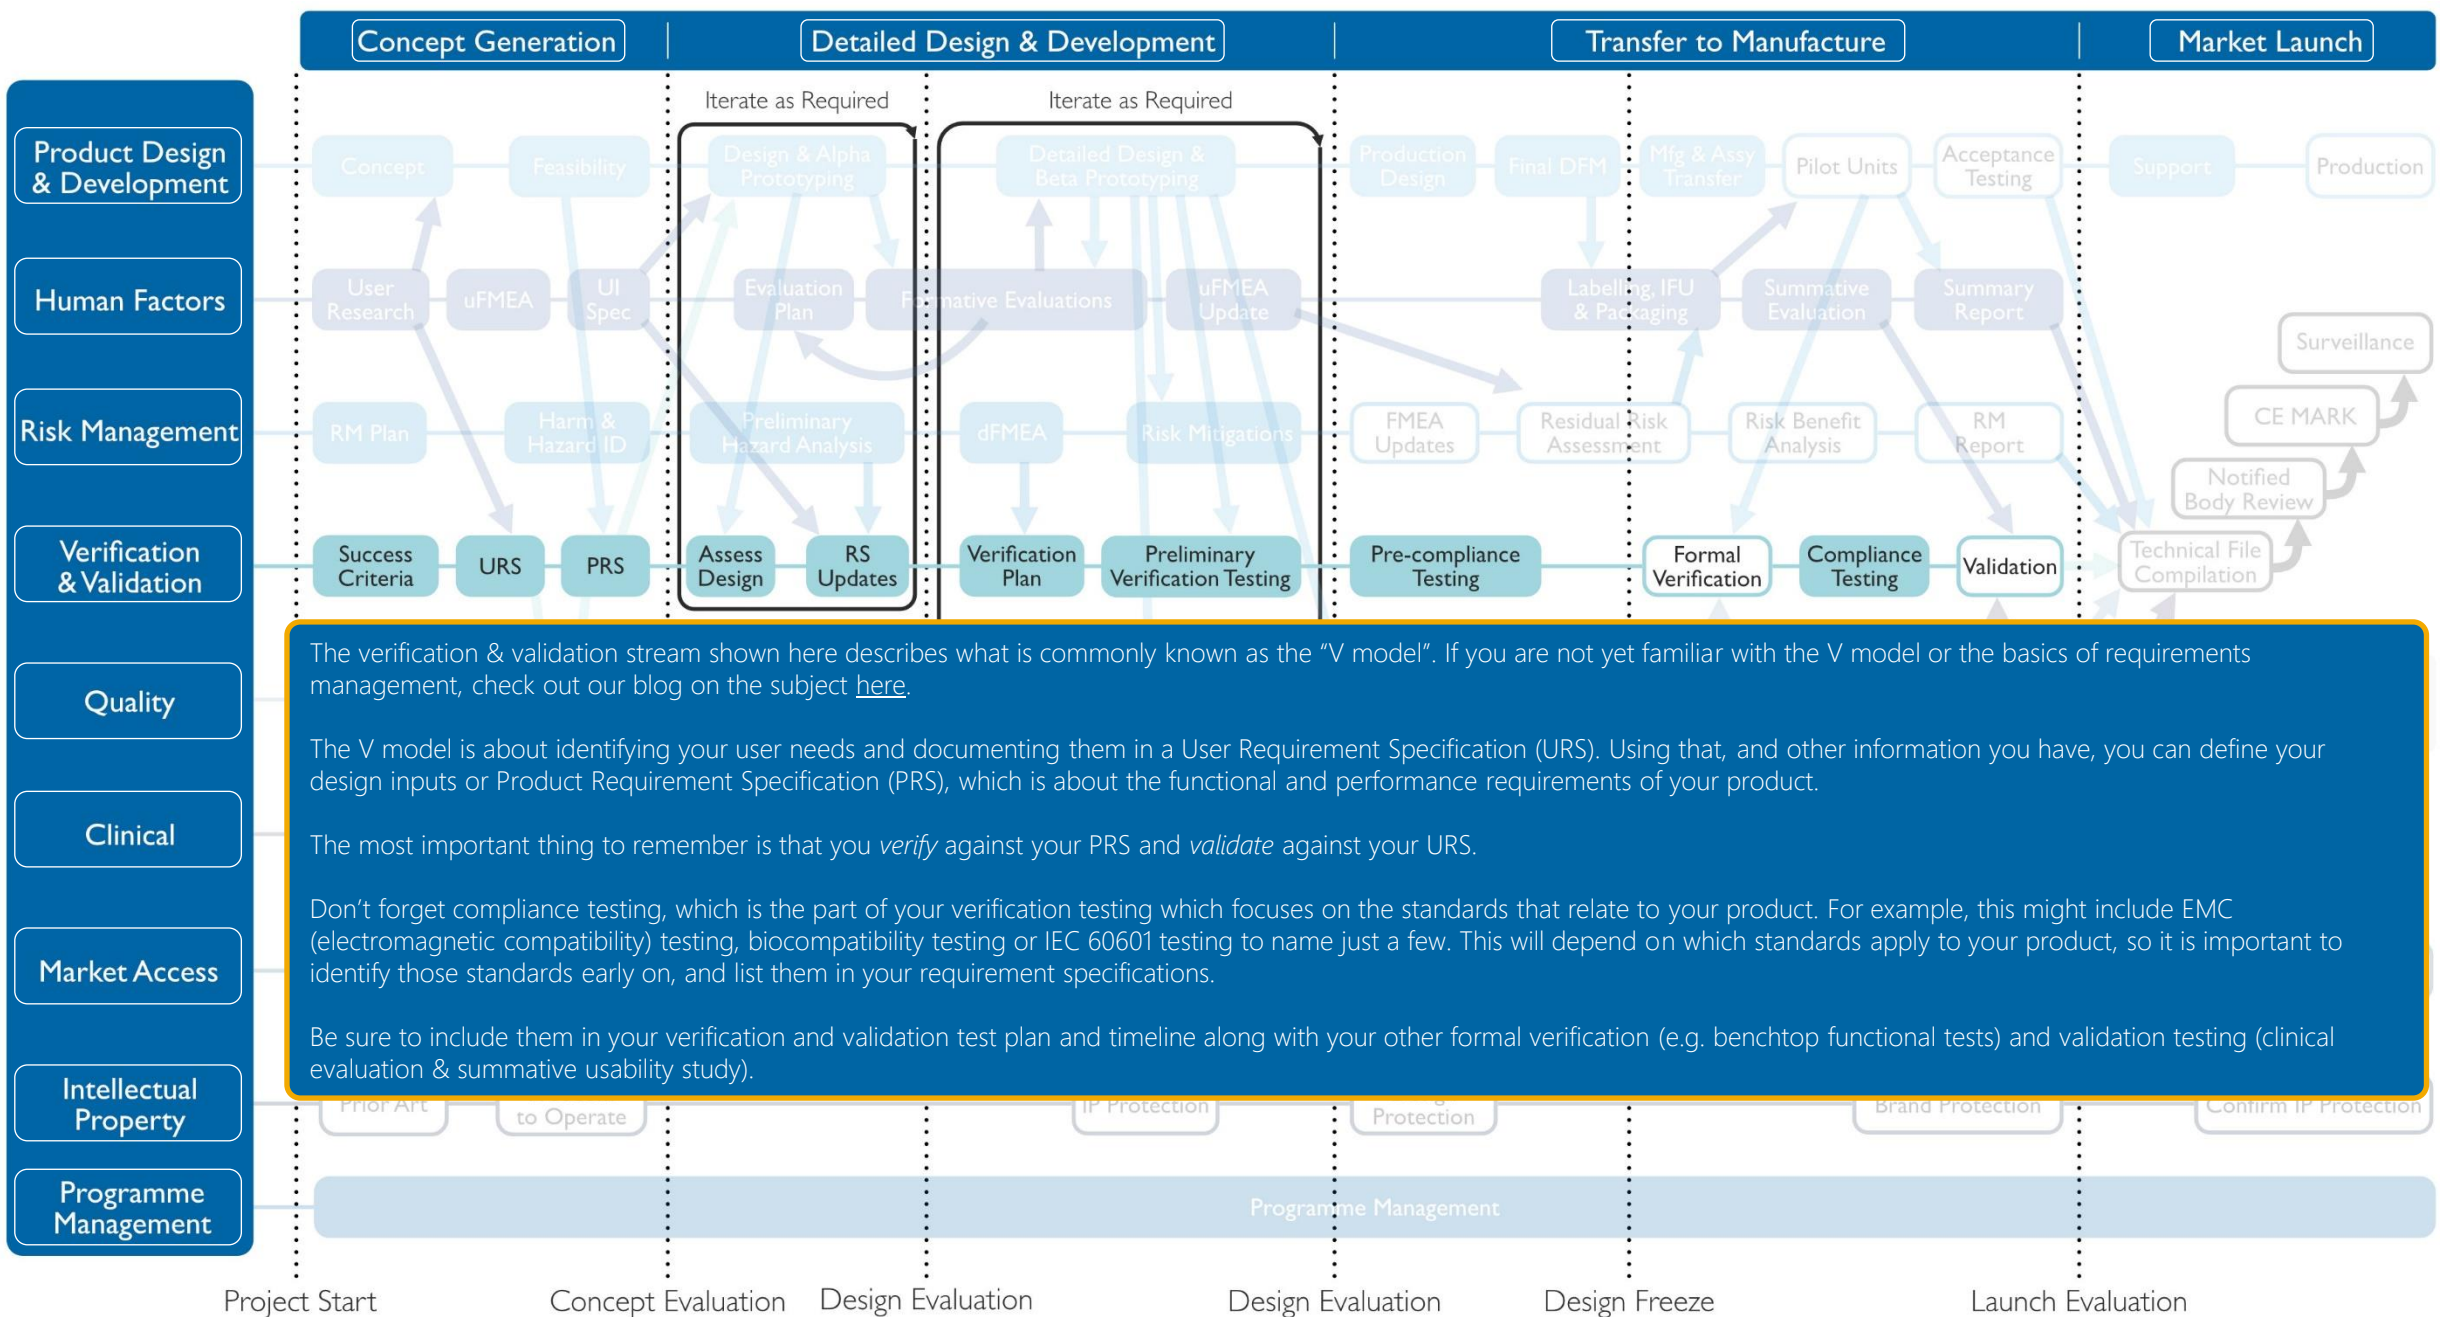 Concept Generation
Detailed Design & Development
Transfer to Manufacture
Market Launch
Iterate as Required
Iterate as Required
Product Design
& Development
Concept
Feasibility
Design & Alpha
Prototyping
Detailed Design &
Beta Prototyping
Production
Design
Final DFM
Mfg & Assy
Transfer
Pilot Units
Acceptance
Testing
Support
Production
Human Factors
User
Research
uFMEA
UI
Spec
Evaluation
Plan
Formative Evaluations
uFMEA
Update
Labelling, IFU
& Packaging
Summative
Evaluation
Summary
Report
Surveillance
CE MARK
Notified
Body Review
Risk Management
RM Plan
Harm &
Hazard ID
Preliminary
Hazard Analysis
dFMEA
Risk Mitigations
FMEA
Updates
Residual Risk
Assessment
Risk Benefit
Analysis
RM
Report
Verification
& Validation
Success
Criteria
URS
PRS
Assess
Design
RS
Updates
Verification
Plan
Preliminary
Verification Testing
Pre-compliance
Testing
Formal
Verification
Compliance
Testing
Validation
Technical File
Compilation
Quality
Clinical
Market Access
Intellectual
Property
Programme
Management
The verification & validation stream shown here describes what is commonly known as the “V model”. If you are not yet familiar with the V model or the basics of requirements
management, check out our blog on the subject here.
The V model is about identifying your user needs and documenting them in a User Requirement Specification (URS). Using that, and other information you have, you can define your
design inputs or Product Requirement Specification (PRS), which is about the functional and performance requirements of your product.
The most important thing to remember is that you verify against your PRS and validate against your URS.
Don’t forget compliance testing, which is the part of your verification testing which focuses on the standards that relate to your product. For example, this might include EMC
(electromagnetic compatibility) testing, biocompatibility testing or IEC 60601 testing to name just a few. This will depend on which standards apply to your product, so it is important to
identify those standards early on, and list them in your requirement specifications.
Be sure to include them in your verification and validation test plan and timeline along with your other formal verification (e.g. benchtop functional tests) and validation testing (clinical
evaluation & summative usability study).
Prior Art
to Operate
IP Protection
Protection
Brand Protection
Confirm IP Protection
Programme Management
Project Start
Concept Evaluation
Design Evaluation
Design Evaluation
Design Freeze
Launch Evaluation